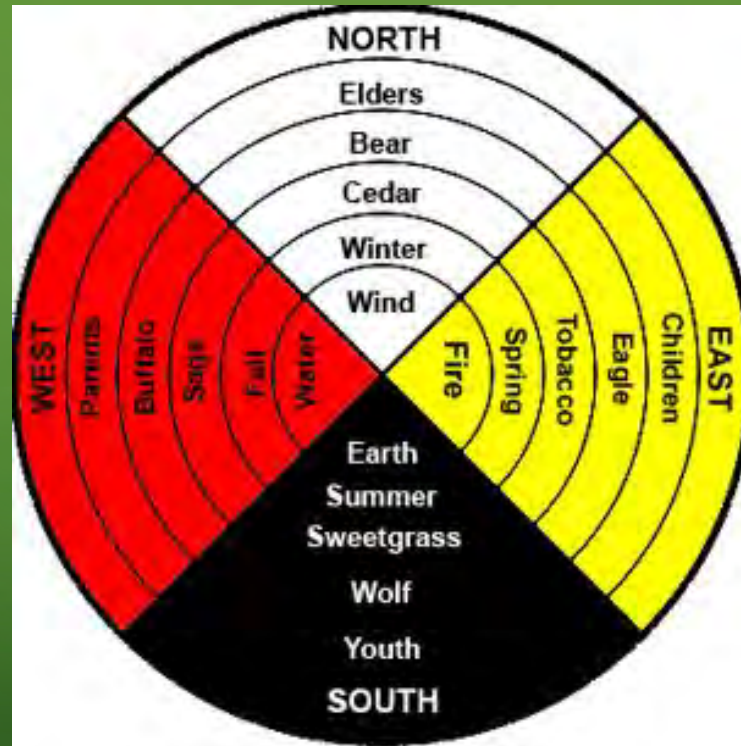 NORTH
Elders
Bear
Cedar
Winter
Wind
WEST
Parents
Buffalo
Sage
Fall
Water
Fire
Spring
Tobacco
Eagle
Children
EAST
Earth
Summer
Sweetgrass
Wolf
Youth
SOUTH